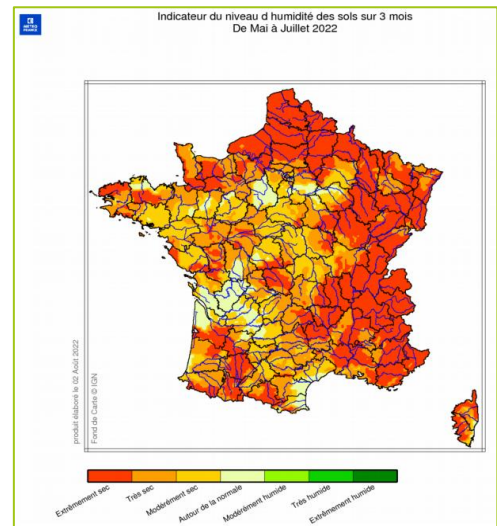 METEO
FRANCE
Indicateur du niveau d humidité des sols sur 3 mois
De Mai à Juillet 2022
produit élaboré le 02 Août 2022
Fond de Carte © IGN
Extrêmement sec
Très sec
Modérément sec
Autour de la normale
Modérément humide
Très humide
Extrêmement humide